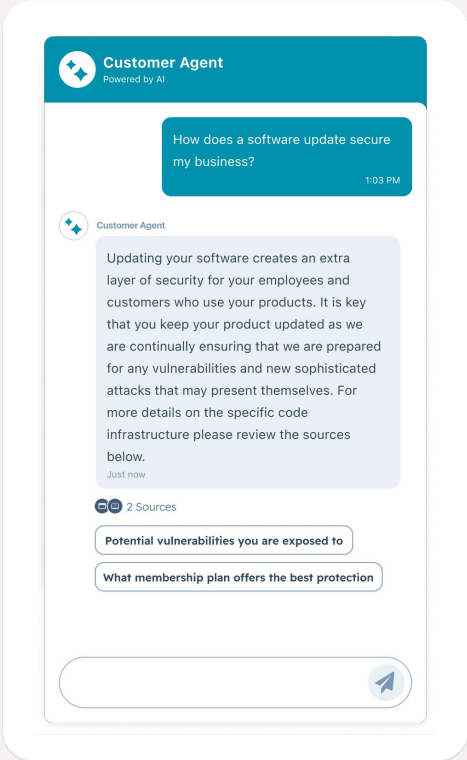 Customer Agent
Powered by AI
How does a software update secure
my business?
1:03 PM
Customer Agent
Updating your software creates an extra
layer of security for your employees and
customers who use your products. It is key
that you keep your product updated as we
are continually ensuring that we are prepared
for any vulnerabilities and new sophisticated
attacks that may present themselves. For
more details on the specific code
infrastructure please review the sources
below.
Just now
2 Sources
Potential vulnerabilities you are exposed to
What membership plan offers the best protection